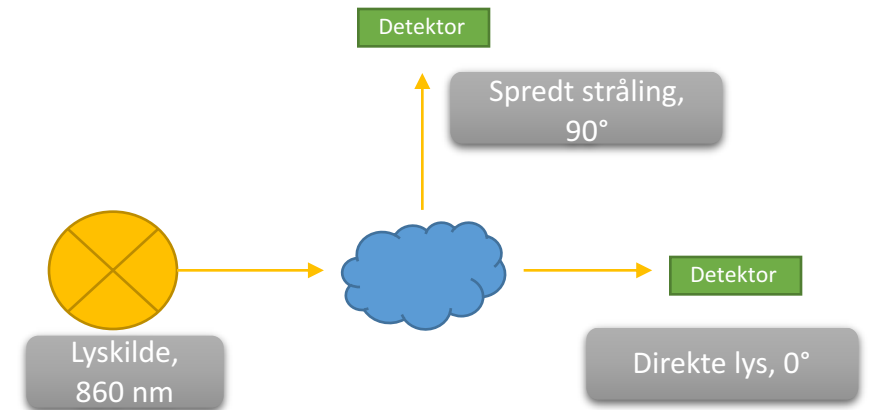 Detektor
Spredt stråling,
90°
Detektor
Lyskilde,
860 nm
Direkte lys, 0°